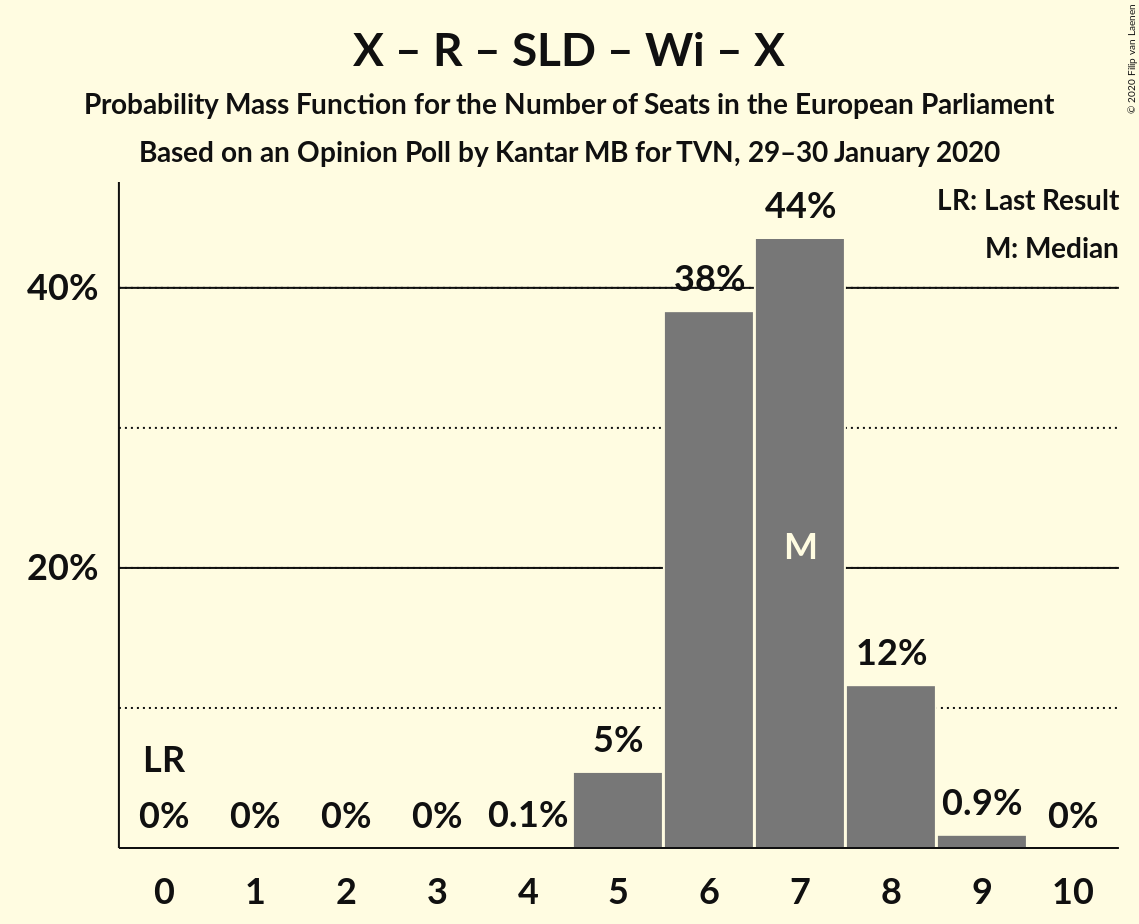 X – R – SLD – Wi – X
Probability Mass Function for the Number of Seats in the European Parliament
Based on an Opinion Poll by Kantar MB for TVN, 29–30 January 2020
© 2020 Filip van Laenen
LR: Last Result
M: Median
44%
38%
40%
M
20%
12%
5%
LR
0% 0% 0% 0% 0.1% 0.9% 0%
0 1 2 3 4 5 6 7 8 9 10